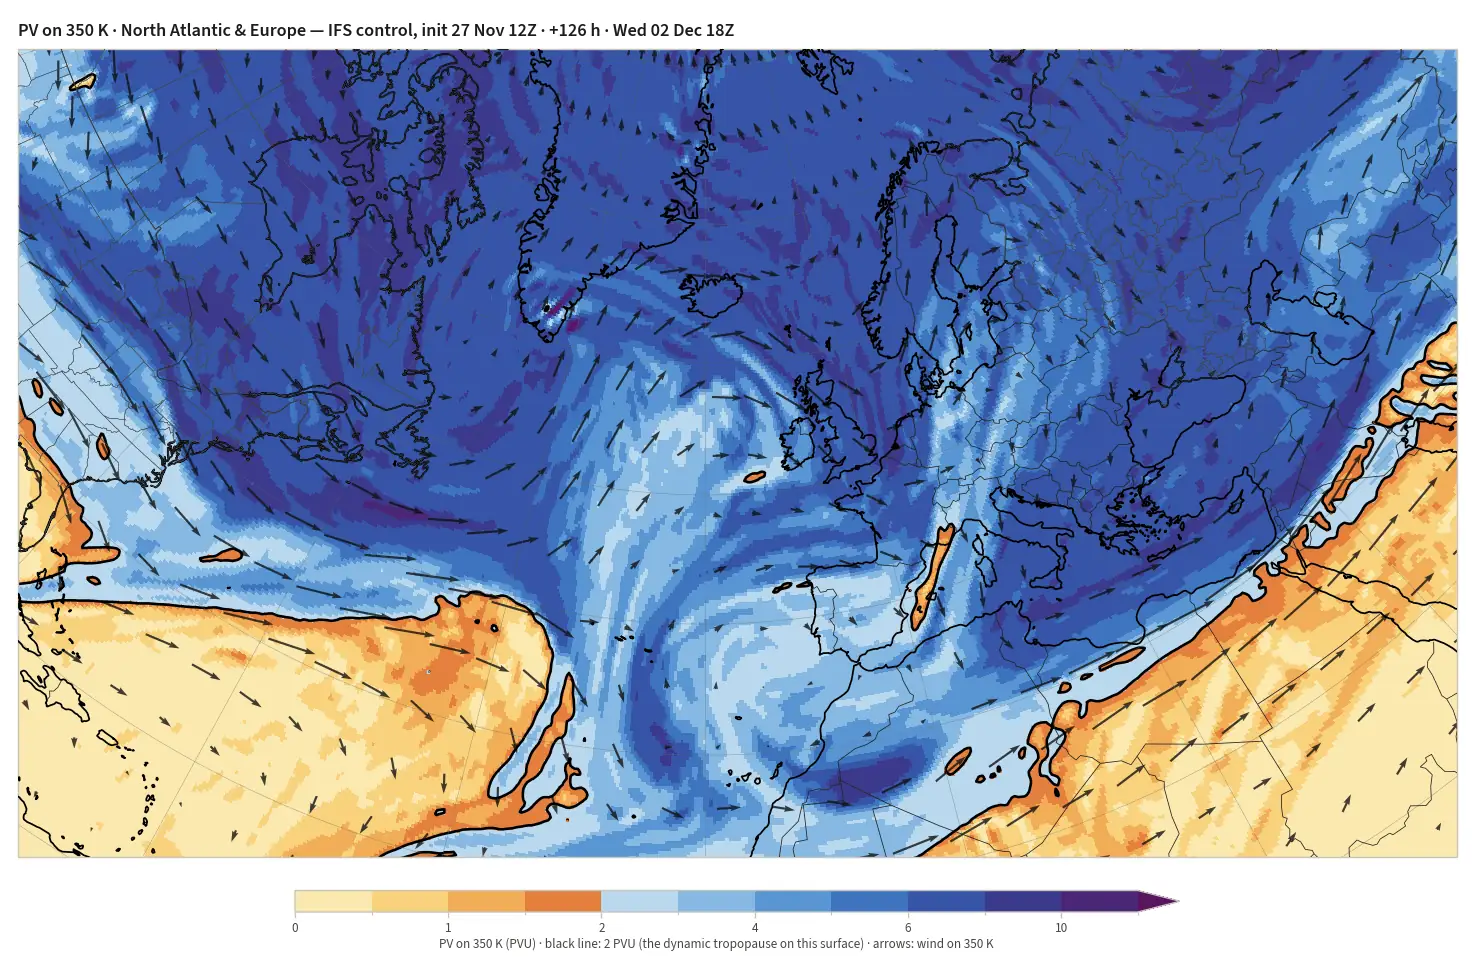 PV on 350 K · North Atlantic & Europe — IFS control, init 27 Nov 12Z · +126 h · Wed 02 Dec 18Z
0 1 2 4 6 10
PV on 350 K (PVU) · black line: 2 PVU (the dynamic tropopause on this surface) · arrows: wind on 350 K